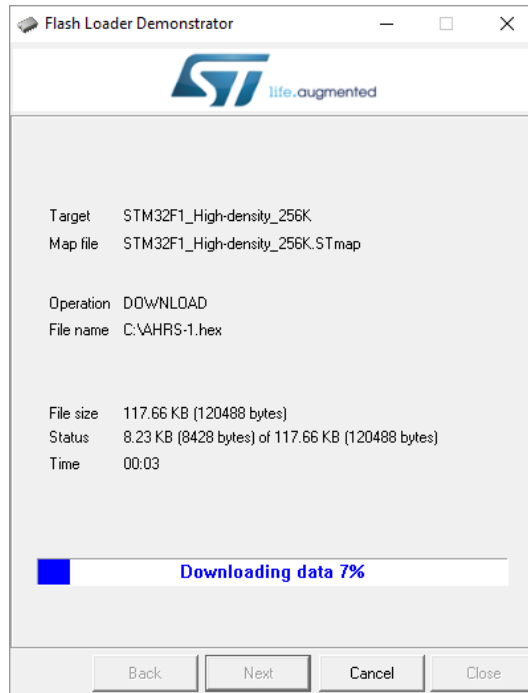 Flash Loader Demonstrator
ST life.augmented
Target STM32F1_High-density_256K
Map file STM32F1_High-density_256K.STmap
Operation DOWNLOAD
File name C:\AHRS-1.hex
File size 117.66 KB (120488 bytes)
Status 8.23 KB (8428 bytes) of 117.66 KB (120488 bytes)
Time 00:03
Downloading data 7%
Back Next Cancel Close